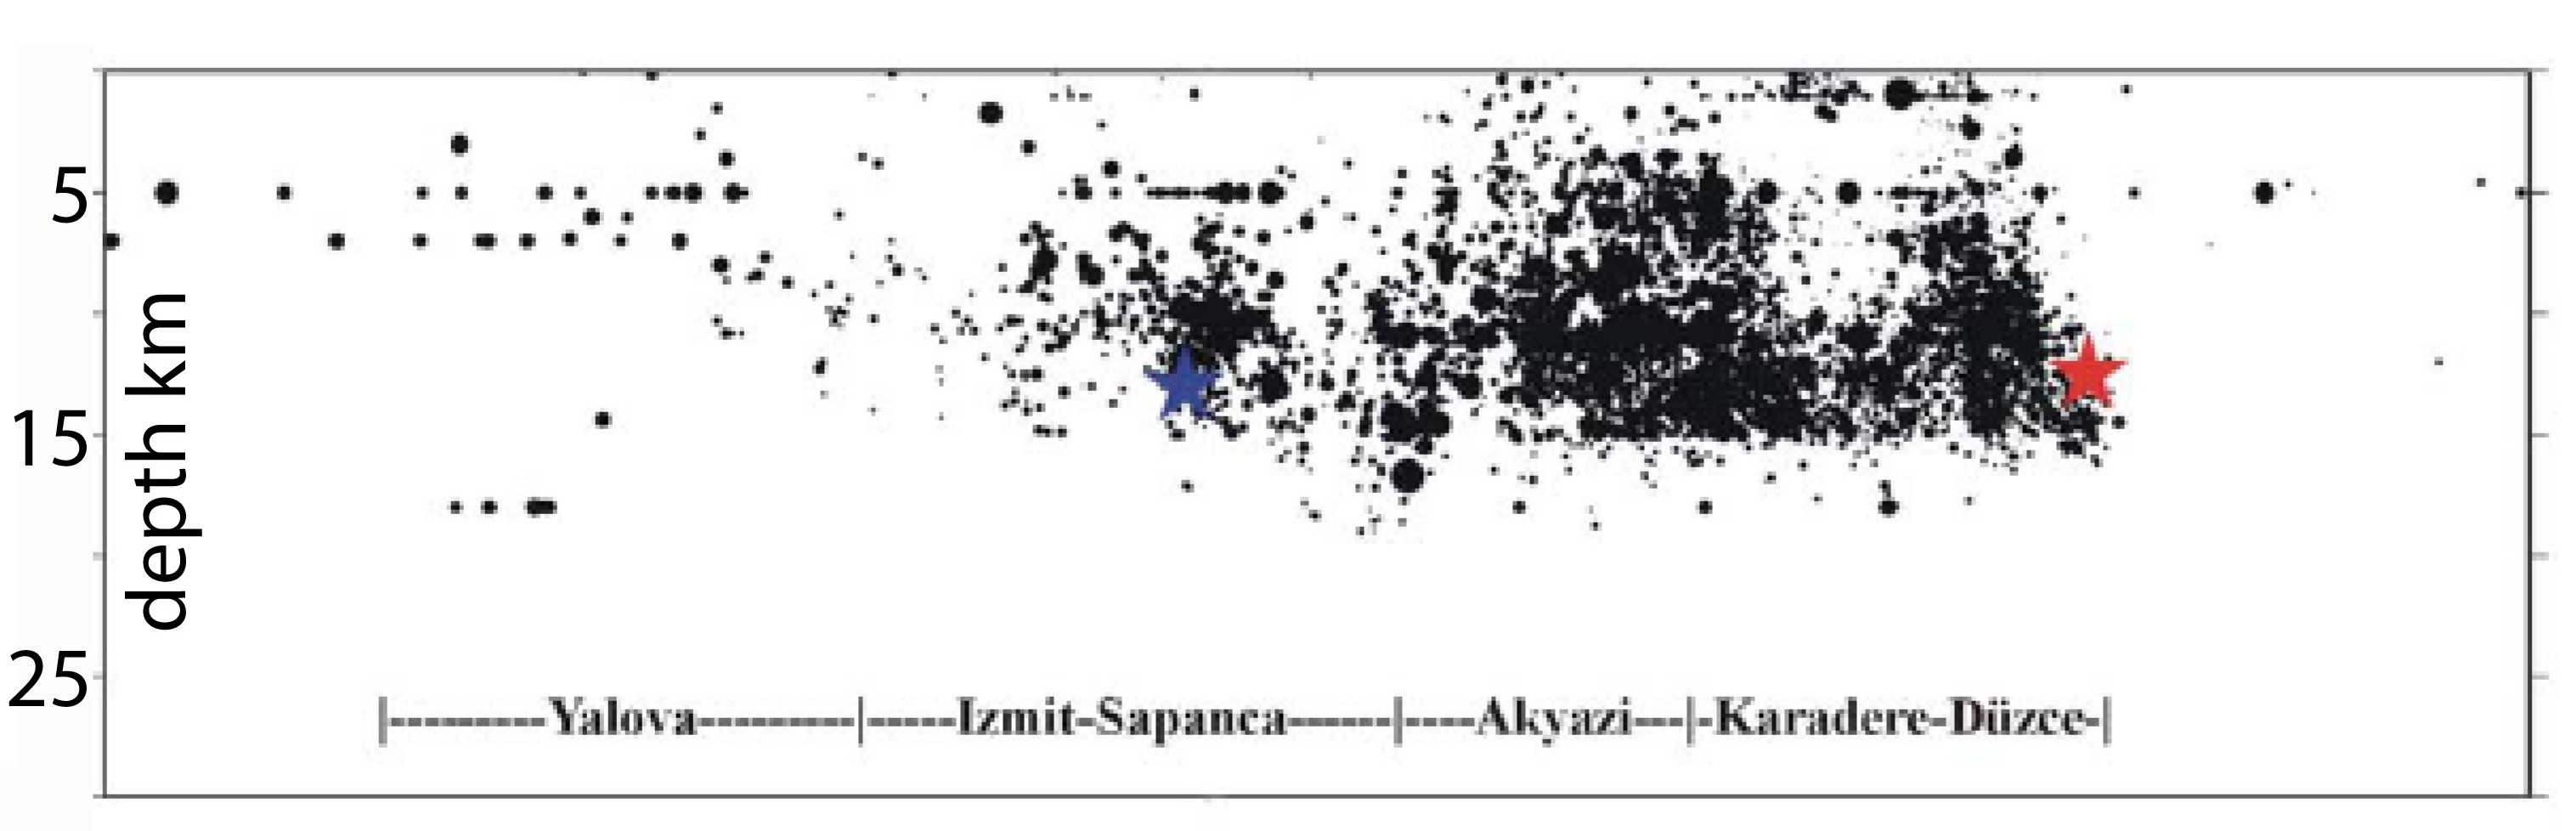 5
15
25
depth km
|---------Yalova---------|-----Izmit-Sapanca------|----Akyazi---|-Karadere-Düzce-|